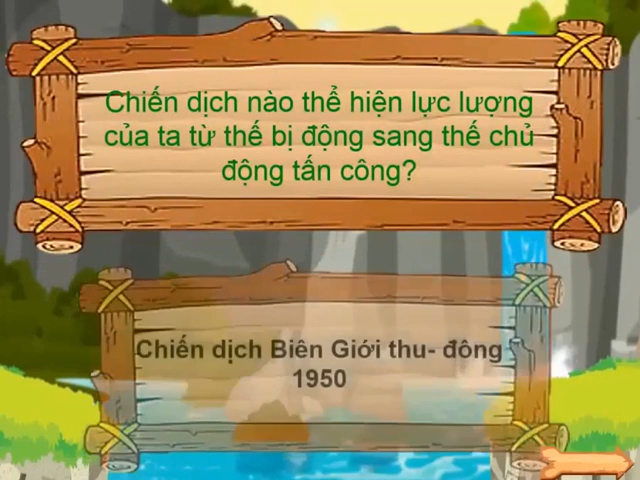 Chiến dịch nào thể hiện lực lượng
của ta từ thế bị động sang thế chủ
động tấn công?
Chiến dịch Biên Giới thu- đông
1950